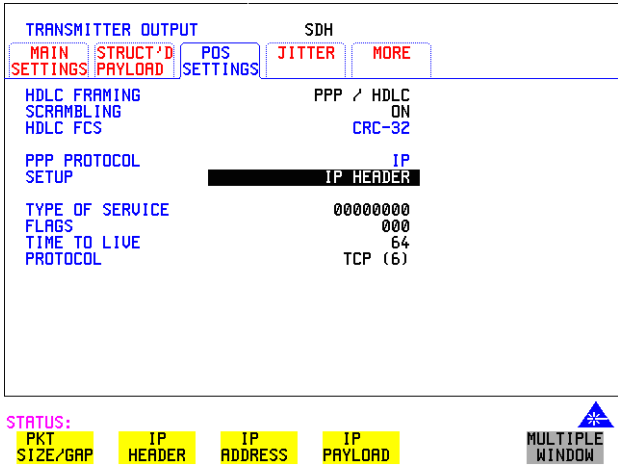 TRANSMITTER OUTPUT SDH
MAIN SETTINGS STRUCT'D PAYLOAD POS SETTINGS JITTER MORE
HDLC FRAMING PPP / HDLC
SCRAMBLING ON
HDLC FCS CRC-32
PPP PROTOCOL IP
SETUP IP HEADER
TYPE OF SERVICE 00000000
FLAGS 000
TIME TO LIVE 64
PROTOCOL TCP (6)
STATUS:
PKT SIZE/GAP IP HEADER IP ADDRESS IP PAYLOAD MULTIPLE WINDOW